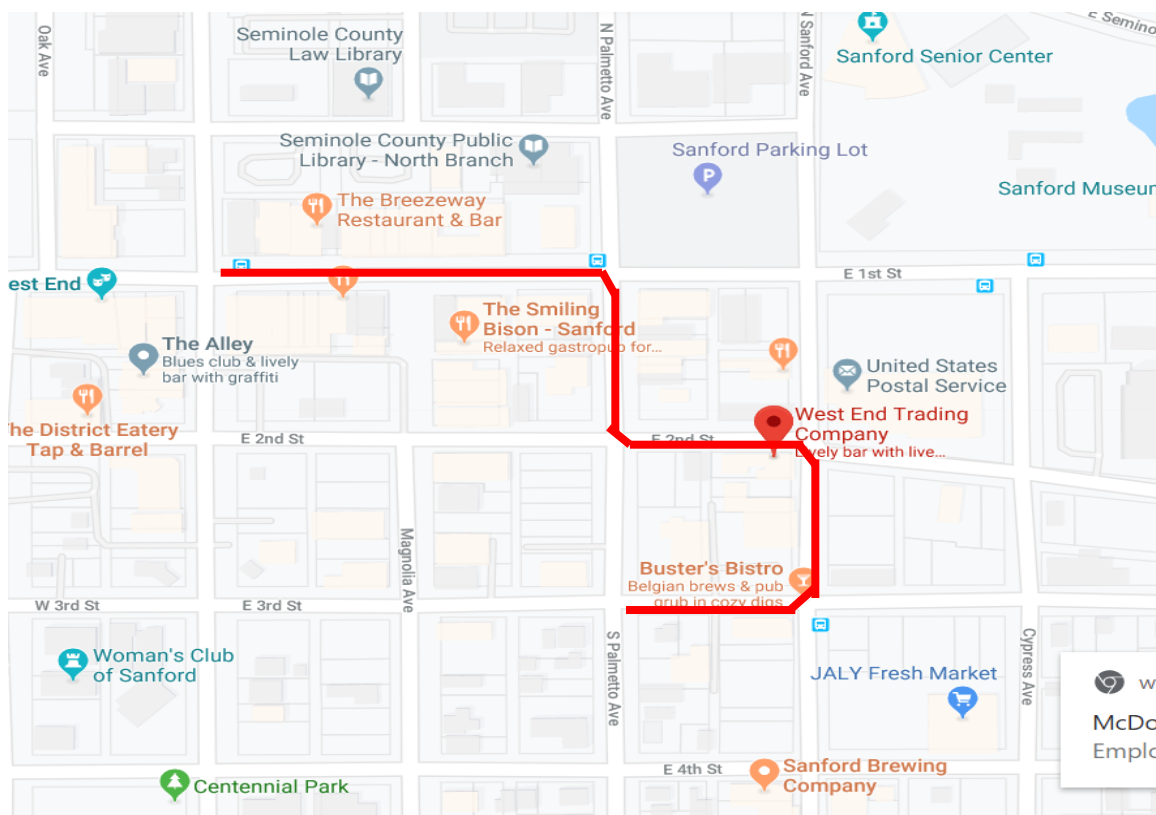 Oak Ave
Seminole County
Law Library
N Palmetto Ave
N Sanford Ave
E Semino
Sanford Senior Center
Seminole County Public
Library - North Branch
Sanford Parking Lot
P
Sanford Museum
The Breezeway
Restaurant & Bar
E 1st St
est End
The Smiling
Bison - Sanford
Relaxed gastropub for...
The Alley
Blues club & lively
bar with graffiti
United States
Postal Service
The District Eatery
Tap & Barrel
E 2nd St
E 2nd St
West End Trading
Company
Lively bar with live...
Magnolia Ave
Buster's Bistro
Belgian brews & pub
grub in cozy digs
W 3rd St
E 3rd St
S Palmetto Ave
Cypress Ave
Woman's Club
of Sanford
JALY Fresh Market
w
McDo
Emplo
E 4th St
Sanford Brewing
Company
Centennial Park